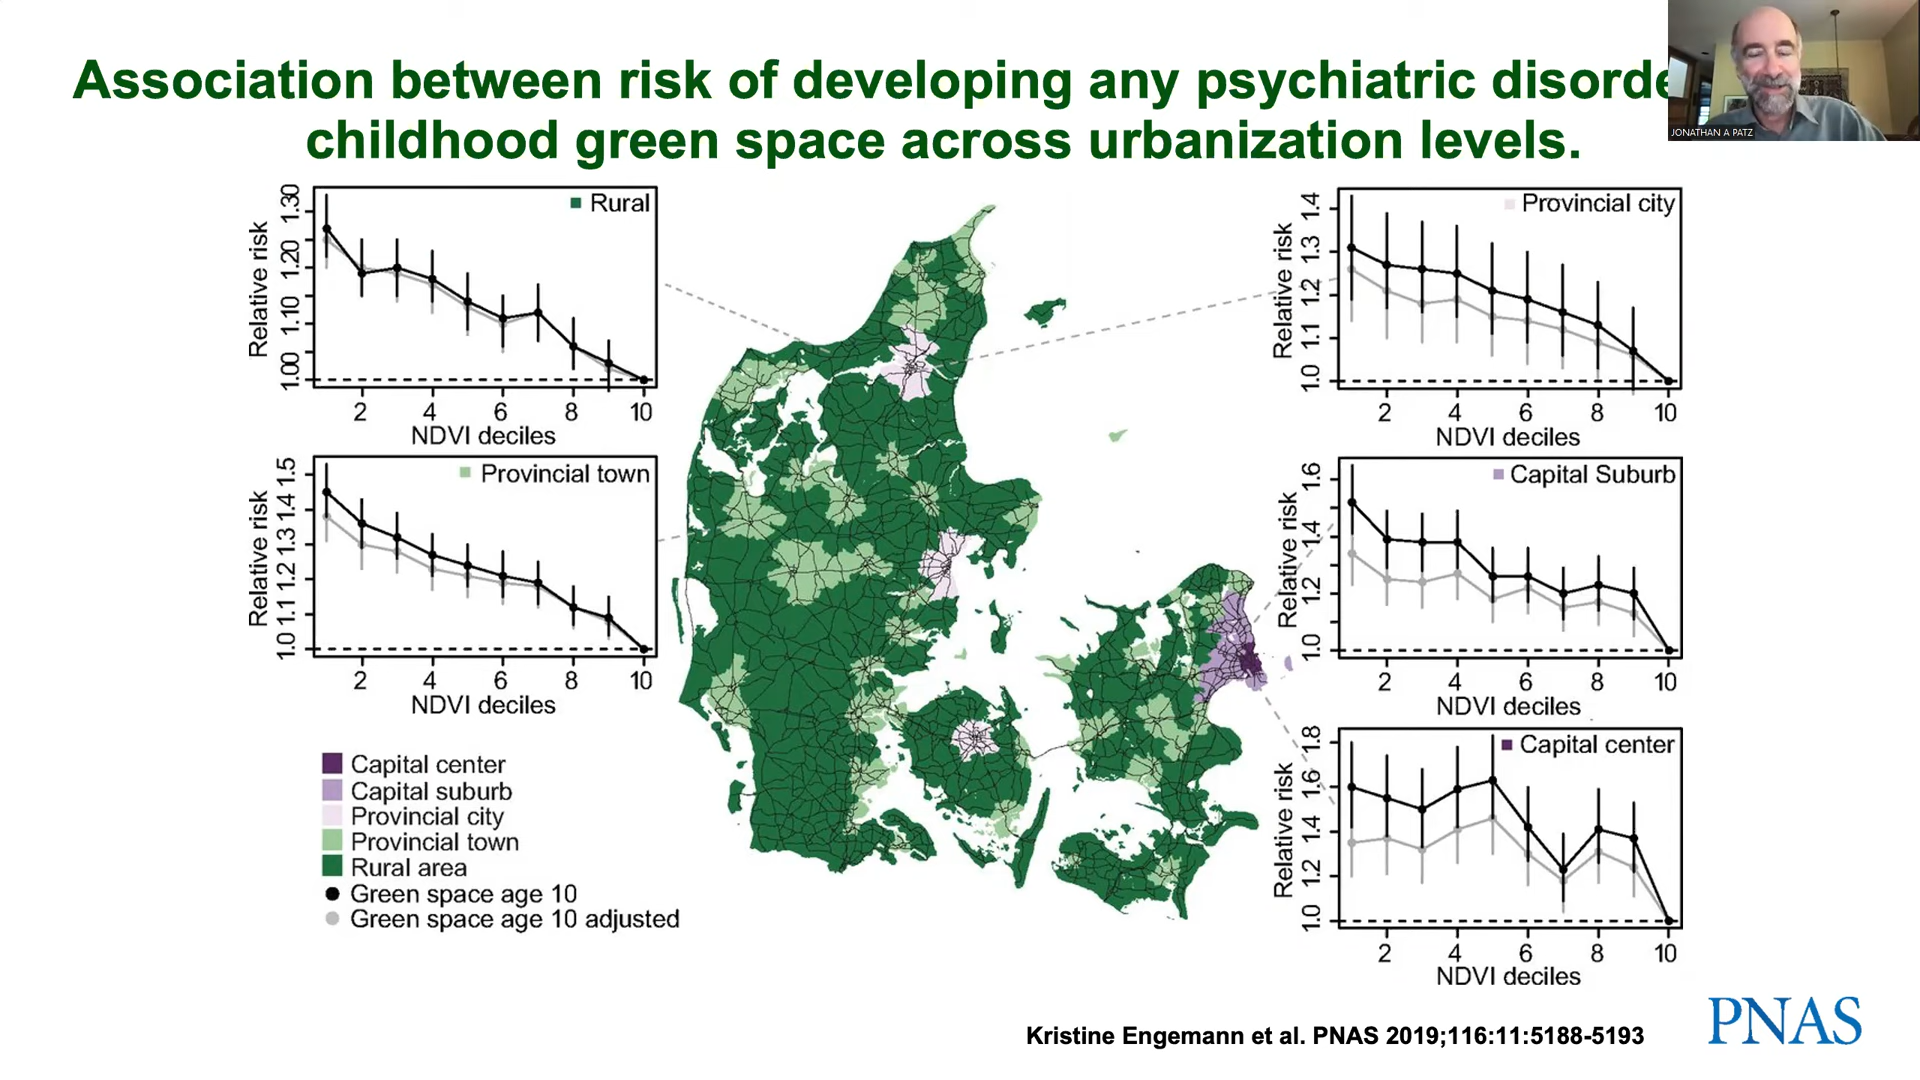 Association between risk of developing any psychiatric disorde
childhood green space across urbanization levels.
JONATHAN A PATZ
Rural
Relative risk
1.00 1.10 1.20 1.30
2 4 6 8 10
NDVI deciles
Provincial town
Relative risk
1.0 1.1 1.2 1.3 1.4 1.5
2 4 6 8 10
NDVI deciles
Capital center
Capital suburb
Provincial city
Provincial town
Rural area
Green space age 10
Green space age 10 adjusted
Provincial city
Relative risk
1.0 1.1 1.2 1.3 1.4
2 4 6 8 10
NDVI deciles
Capital Suburb
Relative risk
1.0 1.2 1.4 1.6
2 4 6 8 10
NDVI deciles
Capital center
Relative risk
1.0 1.2 1.4 1.6 1.8
2 4 6 8 10
NDVI deciles
Kristine Engemann et al. PNAS 2019;116:11:5188-5193
PNAS